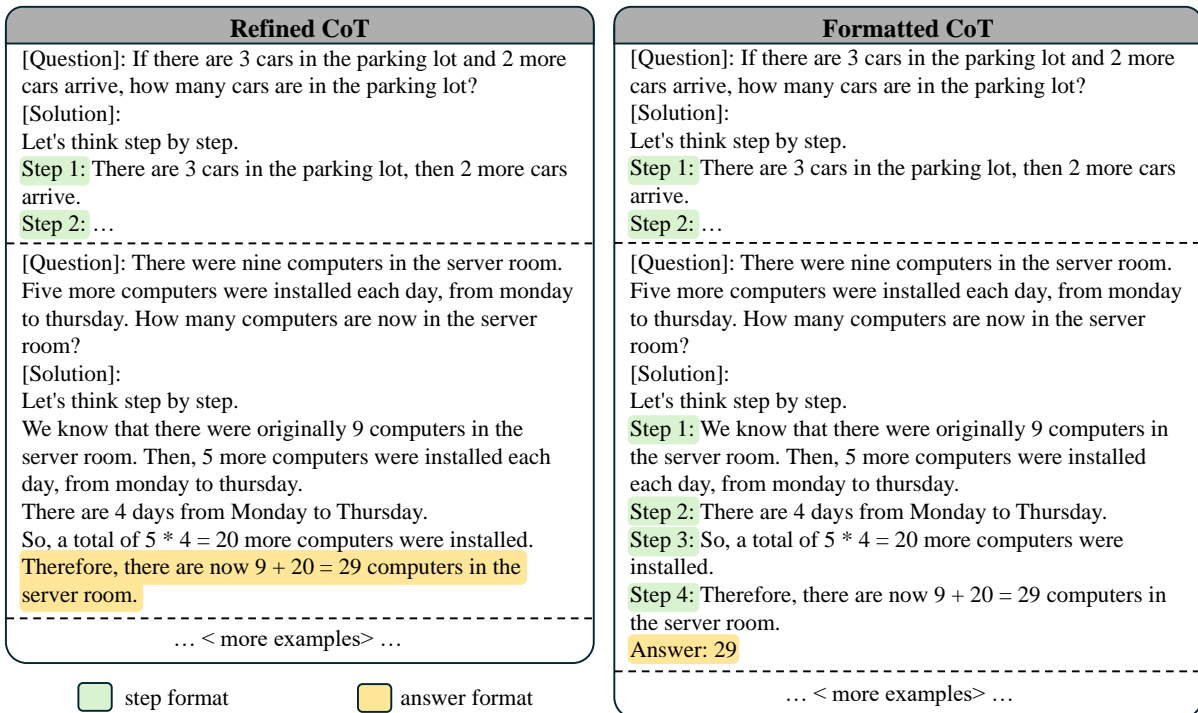 Refined CoT
[Question]: If there are 3 cars in the parking lot and 2 more
cars arrive, how many cars are in the parking lot?
[Solution]:
Let's think step by step.
Step 1: There are 3 cars in the parking lot, then 2 more cars
arrive.
Step 2: …
[Question]: There were nine computers in the server room.
Five more computers were installed each day, from monday
to thursday. How many computers are now in the server
room?
[Solution]:
Let's think step by step.
We know that there were originally 9 computers in the
server room. Then, 5 more computers were installed each
day, from monday to thursday.
There are 4 days from Monday to Thursday.
So, a total of 5 * 4 = 20 more computers were installed.
Therefore, there are now 9 + 20 = 29 computers in the
server room.
… < more examples> …
step format
answer format
Formatted CoT
[Question]: If there are 3 cars in the parking lot and 2 more
cars arrive, how many cars are in the parking lot?
[Solution]:
Let's think step by step.
Step 1: There are 3 cars in the parking lot, then 2 more cars
arrive.
Step 2: …
[Question]: There were nine computers in the server room.
Five more computers were installed each day, from monday
to thursday. How many computers are now in the server
room?
[Solution]:
Let's think step by step.
Step 1: We know that there were originally 9 computers in
the server room. Then, 5 more computers were installed
each day, from monday to thursday.
Step 2: There are 4 days from Monday to Thursday.
Step 3: So, a total of 5 * 4 = 20 more computers were
installed.
Step 4: Therefore, there are now 9 + 20 = 29 computers in
the server room.
Answer: 29
… < more examples> …